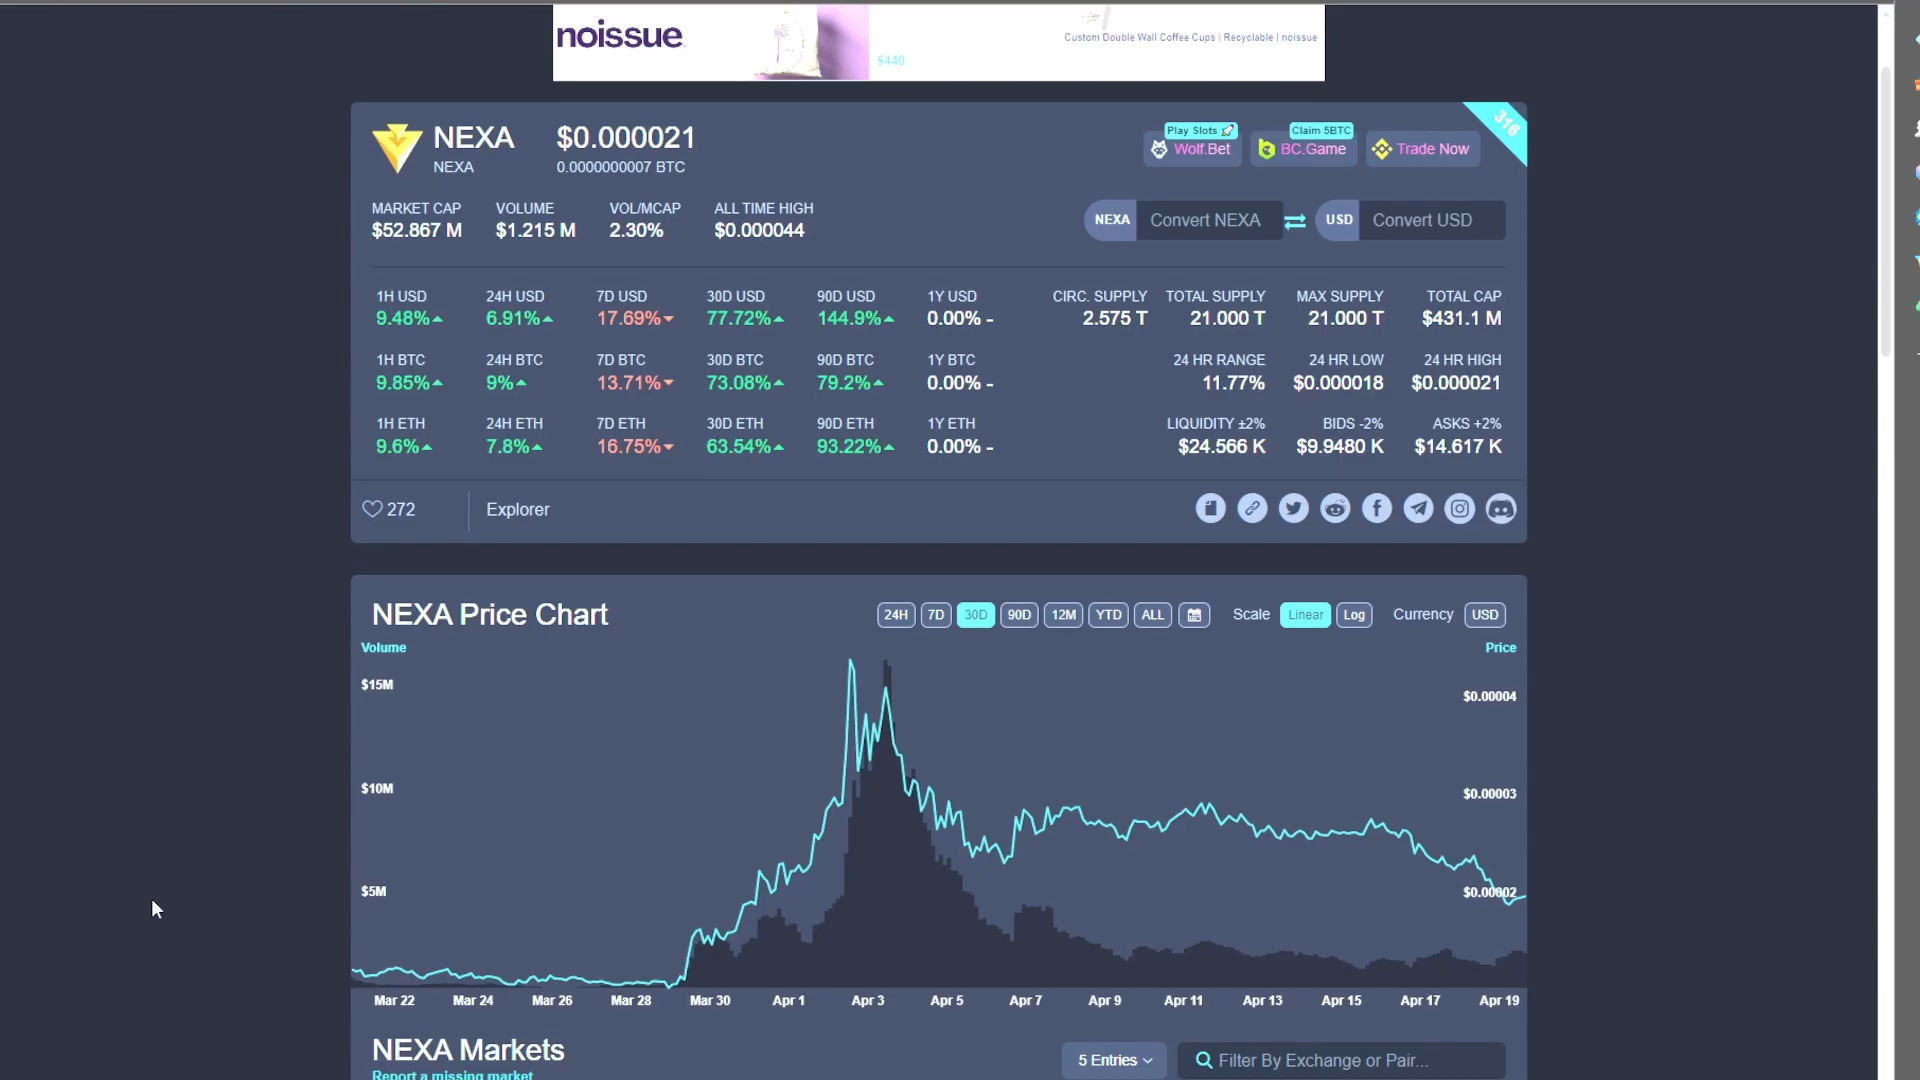 noissue
$440
Custom Double Wall Coffee Cups | Recyclable | noissue
NEXA
NEXA
$0.000021
0.0000000007 BTC
Play Slots
Wolf.Bet
Claim 5BTC
BC.Game
Trade Now
316
MARKET CAP
$52.867 M
VOLUME
$1.215 M
VOL/MCAP
2.30%
ALL TIME HIGH
$0.000044
NEXA
Convert NEXA
USD
Convert USD
1H USD
9.48%
24H USD
6.91%
7D USD
17.69%
30D USD
77.72%
90D USD
144.9%
1Y USD
0.00% -
CIRC. SUPPLY
2.575 T
TOTAL SUPPLY
21.000 T
MAX SUPPLY
21.000 T
TOTAL CAP
$431.1 M
1H BTC
9.85%
24H BTC
9%
7D BTC
13.71%
30D BTC
73.08%
90D BTC
79.2%
1Y BTC
0.00% -
24 HR RANGE
11.77%
24 HR LOW
$0.000018
24 HR HIGH
$0.000021
1H ETH
9.6%
24H ETH
7.8%
7D ETH
16.75%
30D ETH
63.54%
90D ETH
93.22%
1Y ETH
0.00% -
LIQUIDITY ±2%
$24.566 K
BIDS -2%
$9.9480 K
ASKS +2%
$14.617 K
272
Explorer
NEXA Price Chart
24H 7D 30D 90D 12M YTD ALL
Scale Linear Log
Currency USD
Volume
Price
$15M
$10M
$5M
$0.00004
$0.00003
$0.00002
Mar 22 Mar 24 Mar 26 Mar 28 Mar 30 Apr 1 Apr 3 Apr 5 Apr 7 Apr 9 Apr 11 Apr 13 Apr 15 Apr 17 Apr 19
NEXA Markets
Report a missing market
5 Entries
Filter By Exchange or Pair...